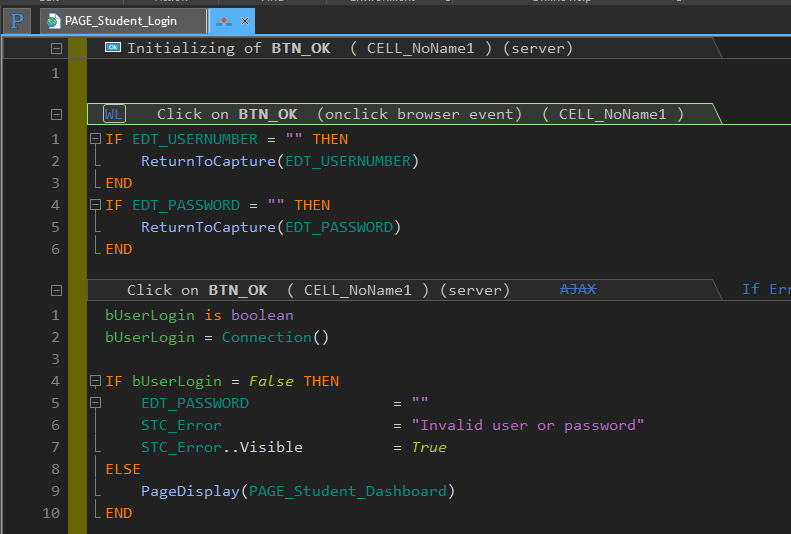 P PAGE_Student_Login ×
Ok Initializing of BTN_OK ( CELL_NoName1 ) (server)
1
WL Click on BTN_OK (onclick browser event) ( CELL_NoName1 )
1 IF EDT_USERNUMBER = "" THEN
2 ReturnToCapture(EDT_USERNUMBER)
3 END
4 IF EDT_PASSWORD = "" THEN
5 ReturnToCapture(EDT_PASSWORD)
6 END
Click on BTN_OK ( CELL_NoName1 ) (server) AJAX If Err
1 bUserLogin is boolean
2 bUserLogin = Connection()
3
4 IF bUserLogin = False THEN
5 EDT_PASSWORD = ""
6 STC_Error = "Invalid user or password"
7 STC_Error..Visible = True
8 ELSE
9 PageDisplay(PAGE_Student_Dashboard)
10 END